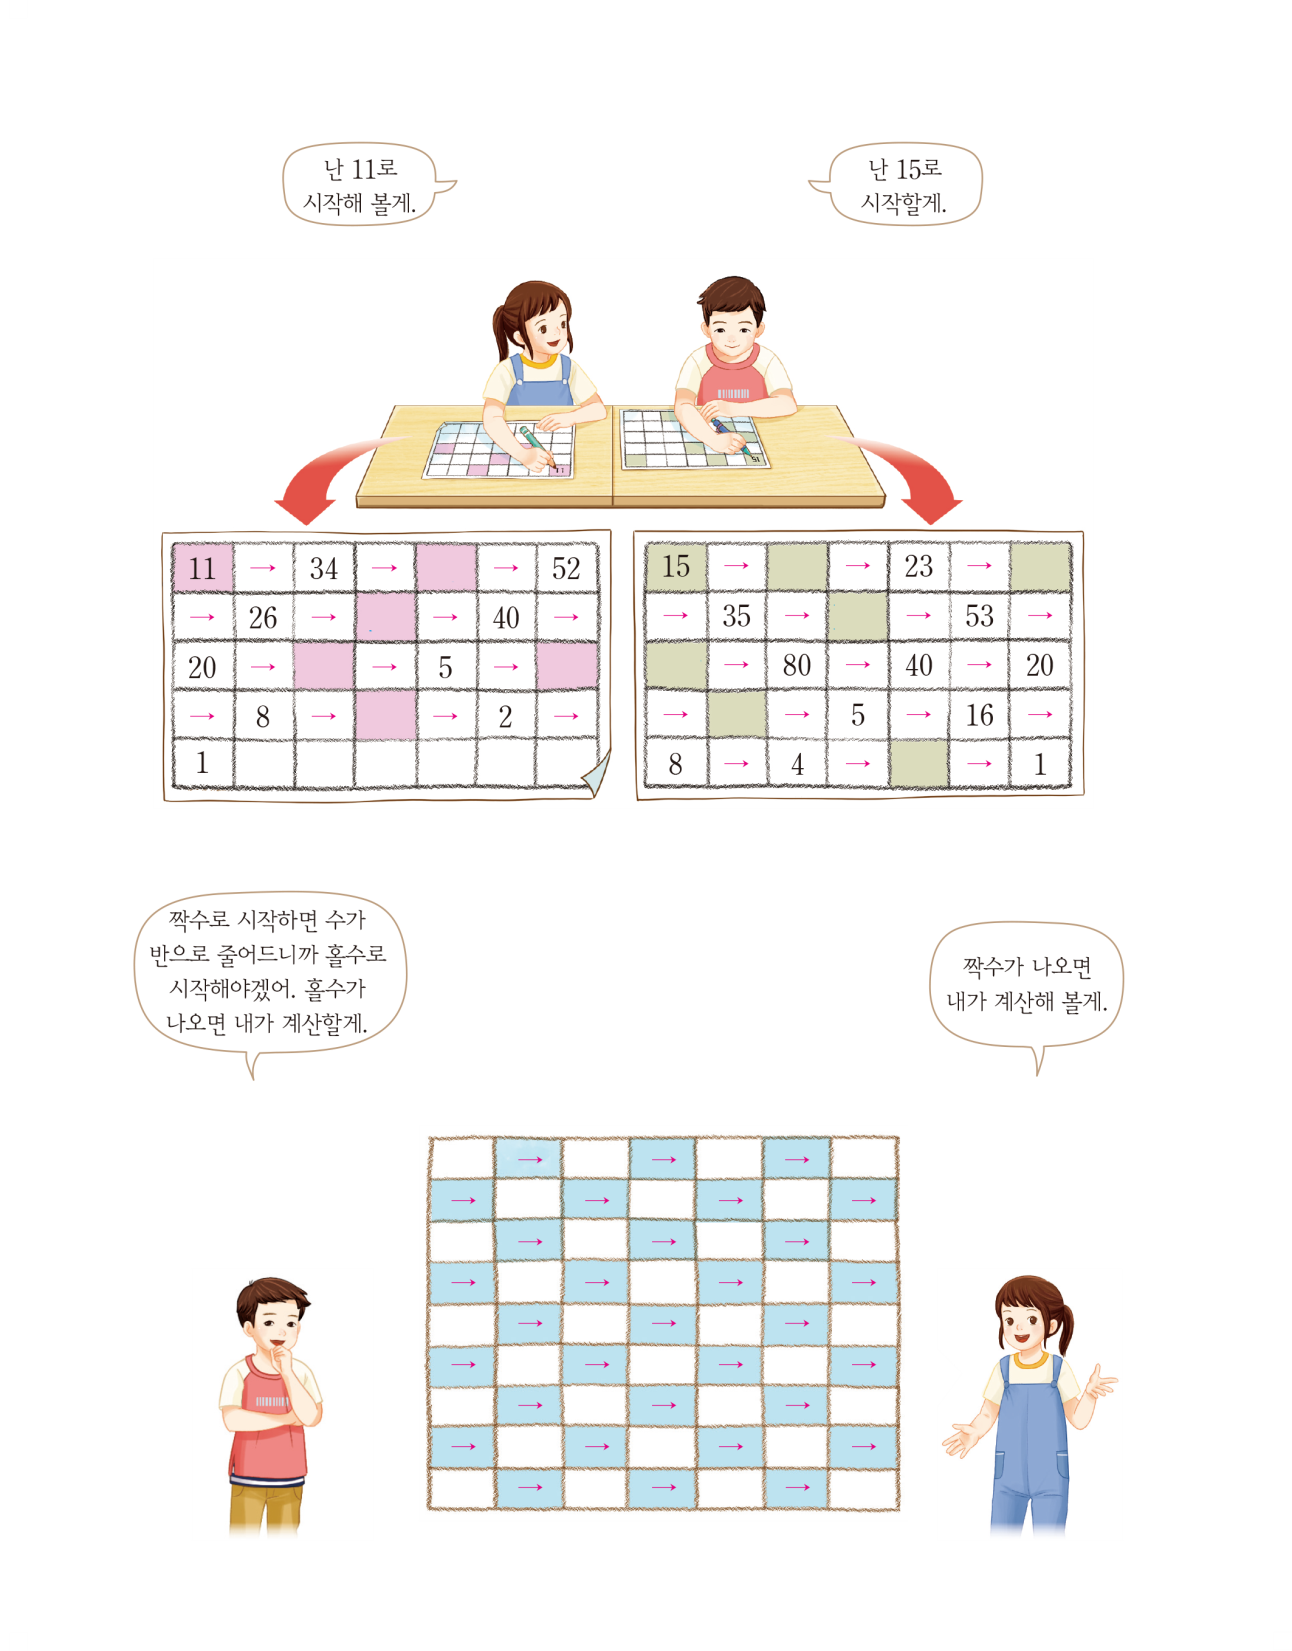 난 11로
시작해 볼게.
난 15로
시작할게.
11 → 34 → → 52
→ 26 → → 40 →
20 → → 5 →
→ 8 → → 2 →
1
15 → → 23 →
→ 35 → → 53 →
→ 80 → 40 → 20
→ → 5 → 16 →
8 → 4 → → 1
짝수로 시작하면 수가
반으로 줄어드니까 홀수로
시작해야겠어. 홀수가
나오면 내가 계산할게.
짝수가 나오면
내가 계산해 볼게.
→ → →
→ → → →
→ → →
→ → → →
→ → →
→ → → →
→ → →
→ → → →
→ → →